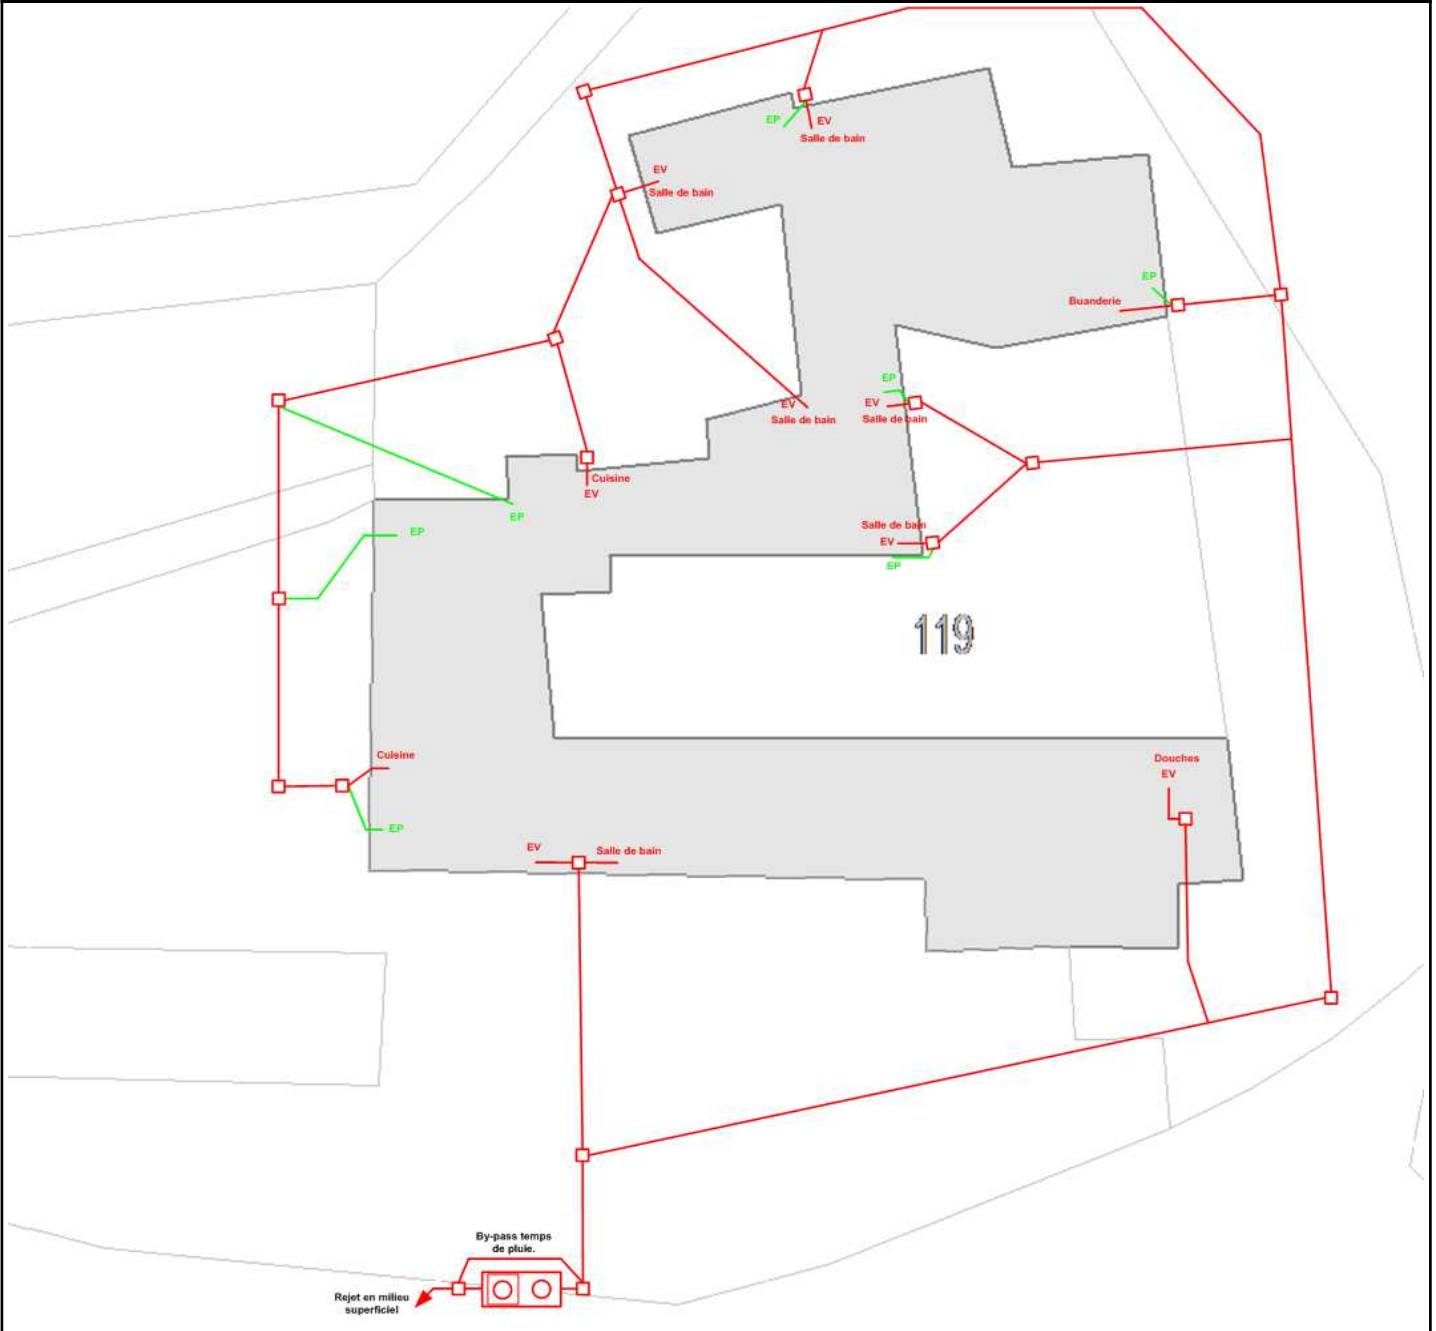 EP
EV
Salle de bain
EV
Salle de bain
EP
Buanderie
EP
EV
Salle de bain
EV
Salle de bain
Cuisine
EV
EP
EP
Salle de bain
EV
EP
119
Cuisine
Douches
EV
EP
EV
Salle de bain
By-pass temps
de pluie.
Rejet en milieu
superficiel